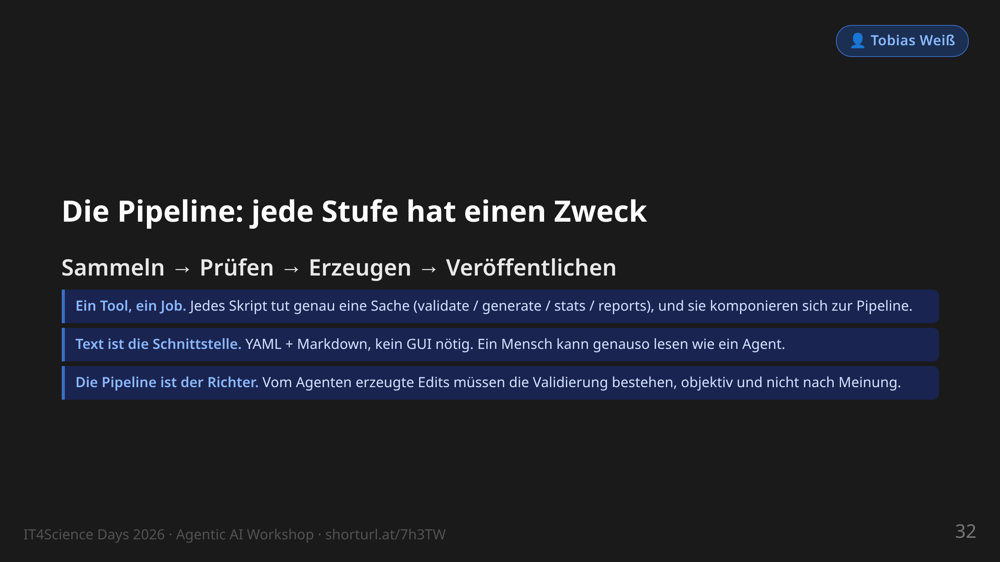 👤 Tobias Weiß
Die Pipeline: jede Stufe hat einen Zweck
Sammeln → Prüfen → Erzeugen → Veröffentlichen
Ein Tool, ein Job. Jedes Skript tut genau eine Sache (validate / generate / stats / reports), und sie komponieren sich zur Pipeline.
Text ist die Schnittstelle. YAML + Markdown, kein GUI nötig. Ein Mensch kann genauso lesen wie ein Agent.
Die Pipeline ist der Richter. Vom Agenten erzeugte Edits müssen die Validierung bestehen, objektiv und nicht nach Meinung.
IT4Science Days 2026 · Agentic AI Workshop · shorturl.at/7h3TW
32